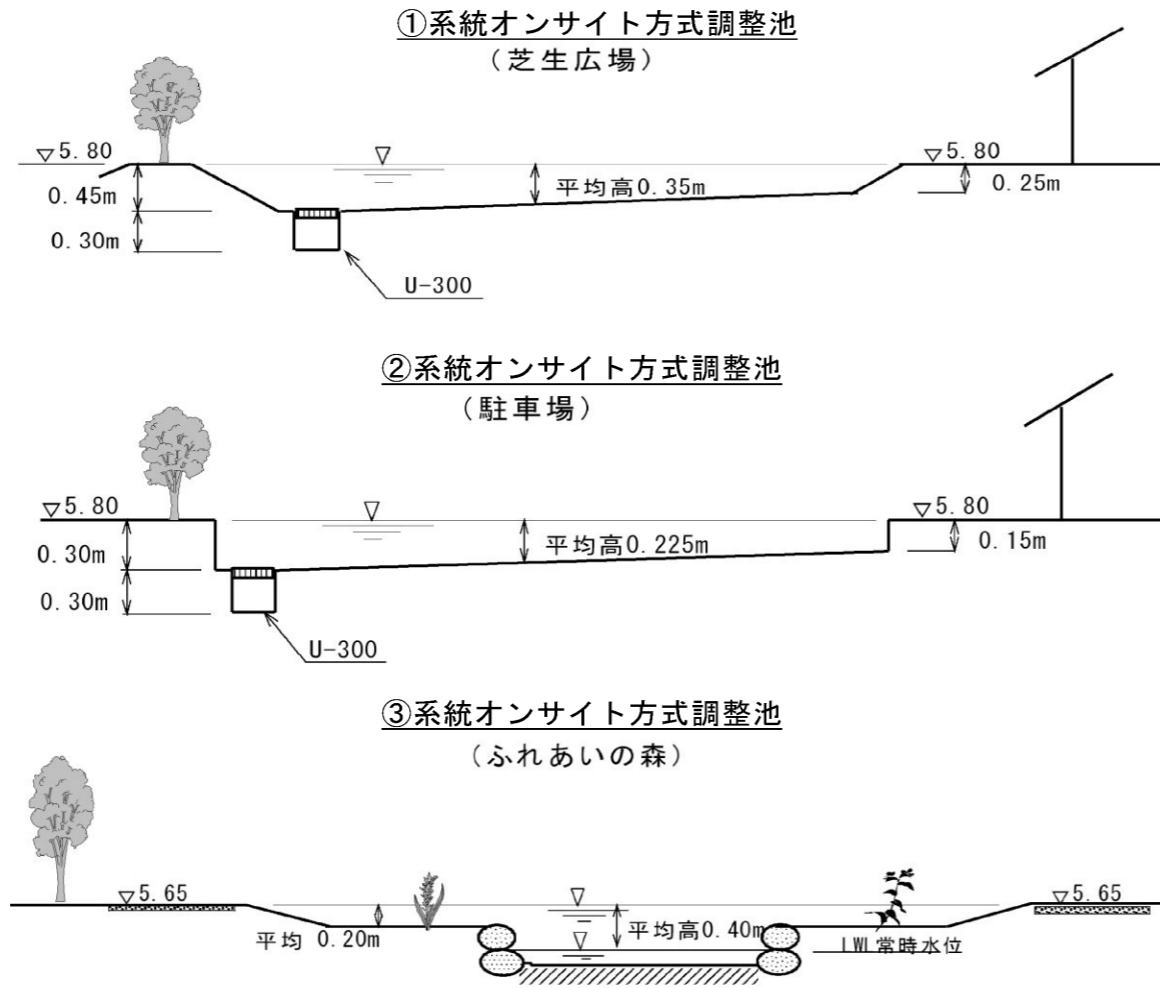 ①系統オンサイト方式調整池
（芝生広場）
▽5.80
▽5.80
0.45m
平均高0.35m
0.25m
0.30m
U-300
②系統オンサイト方式調整池
（駐車場）
▽5.80
▽5.80
0.30m
平均高0.225m
0.15m
0.30m
U-300
③系統オンサイト方式調整池
（ふれあいの森）
▽5.65
▽5.65
平均 0.20m
平均高0.40m
LWL常時水位